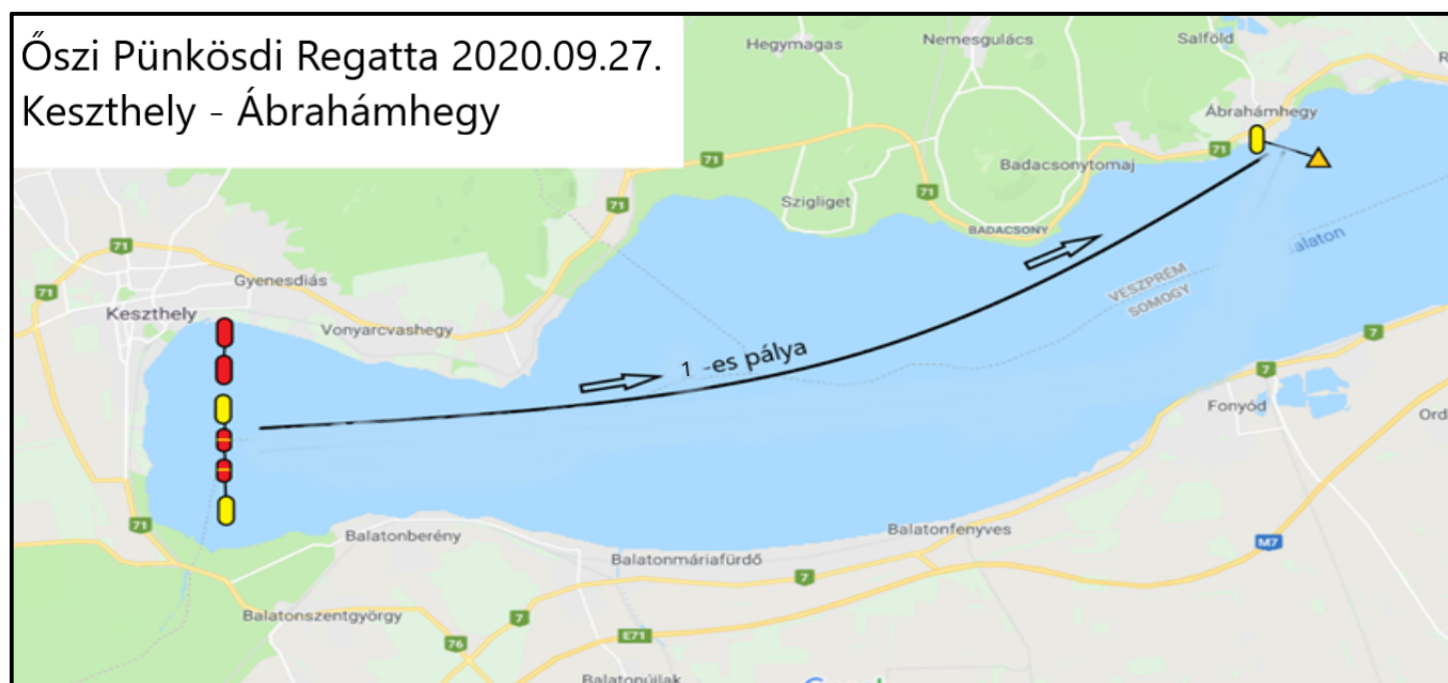 Őszi Pünkösdi Regatta 2020.09.27.
Keszthely - Ábrahámhegy
Hegymagas
Nemesgulács
Salföld
Ábrahámhegy
71
71
Badacsonytomaj
71
71
Szigliget
71
BADACSONY
71
Gyenesdiás
71
Keszthely
Vonyarcvashegy
VESZPRÉM
SOMOGY
1 -es pálya
7
7
Fonyód
71
Balatonberény
Balatonfenyves
Balatonmáriafürdő
7
M7
Balatonszentgyörgy
7
76
E71